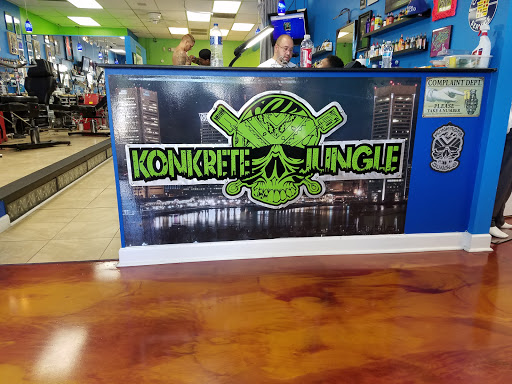 KONKRETE JUNGLE
COMPLAINT DEPT
PLEASE
TAKE A NUMBER